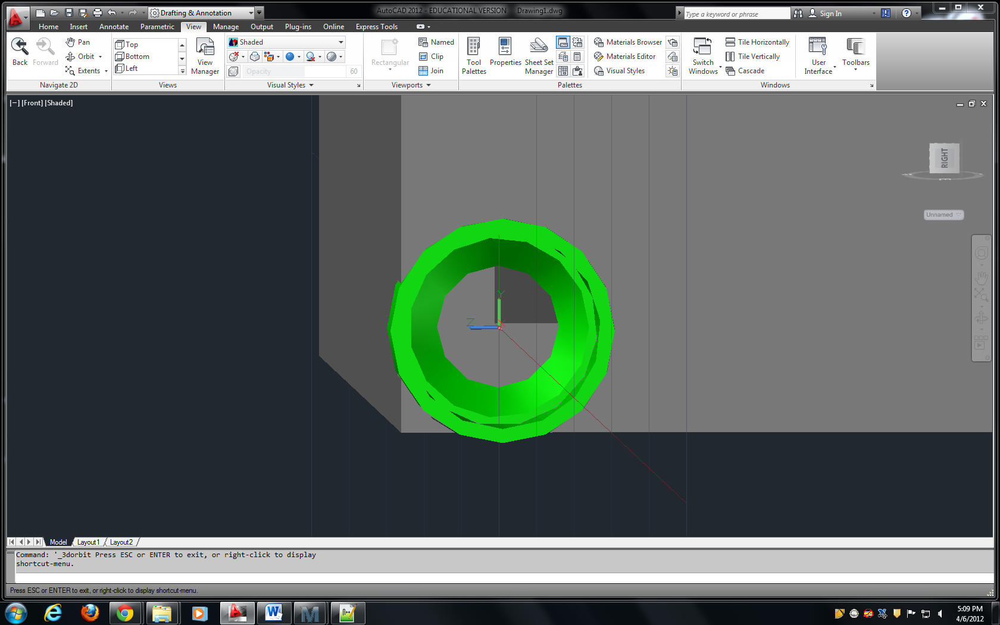 Drafting & Annotation
AutoCAD 2012 - EDUCATIONAL VERSION Drawing1.dwg
Type a keyword or phrase
Sign In
Home Insert Annotate Parametric View Manage Output Plug-ins Online Express Tools
Back
Forward
Pan
Orbit
Extents
Navigate 2D
Top
Bottom
Left
View Manager
Views
Shaded
Opacity 60
Visual Styles
Rectangular
Named
Clip
Join
Viewports
Tool Palettes
Properties
Sheet Set Manager
Materials Browser
Materials Editor
Visual Styles
Palettes
Switch Windows
Tile Horizontally
Tile Vertically
Cascade
User Interface
Toolbars
Windows
[−] [Front] [Shaded]
RIGHT
Unnamed
Y
Z
Model Layout1 Layout2
Command: '_3dorbit Press ESC or ENTER to exit, or right-click to display
shortcut-menu.
Press ESC or ENTER to exit, or right-click to display shortcut-menu.
5:09 PM
4/6/2012